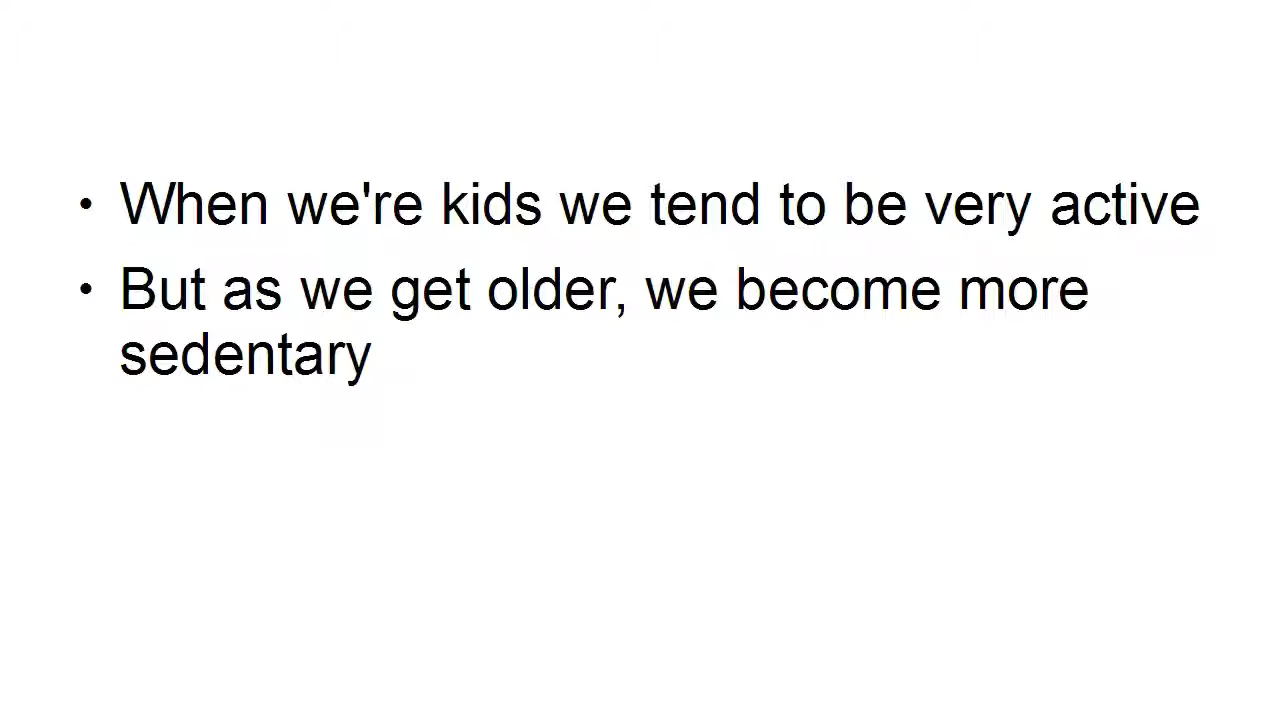 • When we're kids we tend to be very active
• But as we get older, we become more
sedentary